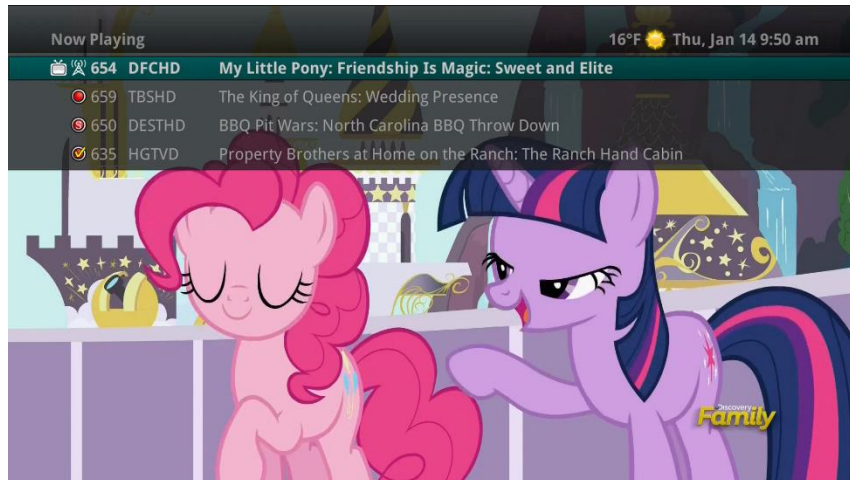 Now Playing 16°F Thu, Jan 14 9:50 am
654 DFCHD My Little Pony: Friendship Is Magic: Sweet and Elite
659 TBSHD The King of Queens: Wedding Presence
S 650 DESTHD BBQ Pit Wars: North Carolina BBQ Throw Down
635 HGTVD Property Brothers at Home on the Ranch: The Ranch Hand Cabin
Discovery
Family